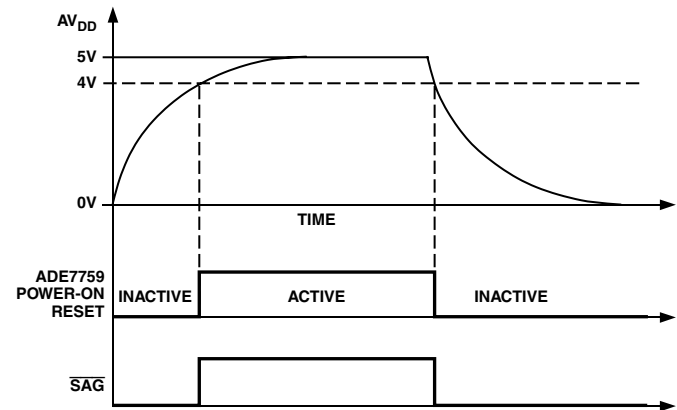 AVDD
5V
4V
0V
TIME
ADE7759
POWER-ON
RESET
INACTIVE
ACTIVE
INACTIVE
SAG